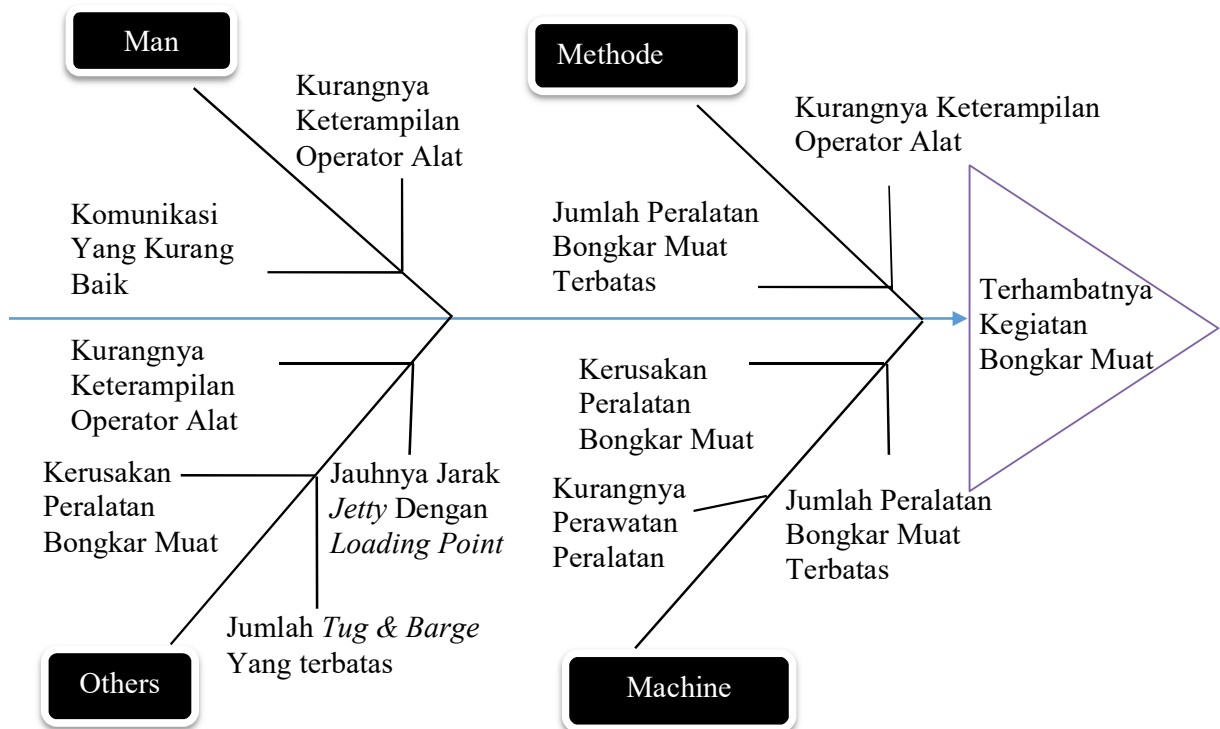 Man
Methode
Kurangnya
Keterampilan
Operator Alat
Kurangnya Keterampilan
Operator Alat
Komunikasi
Yang Kurang
Baik
Jumlah Peralatan
Bongkar Muat
Terbatas
Terhambatnya
Kegiatan
Bongkar Muat
Kurangnya
Keterampilan
Operator Alat
Kerusakan
Peralatan
Bongkar Muat
Kerusakan
Peralatan
Bongkar Muat
Jauhnya Jarak
Jetty Dengan
Loading Point
Kurangnya
Perawatan
Peralatan
Jumlah Peralatan
Bongkar Muat
Terbatas
Jumlah Tug & Barge
Yang terbatas
Others
Machine